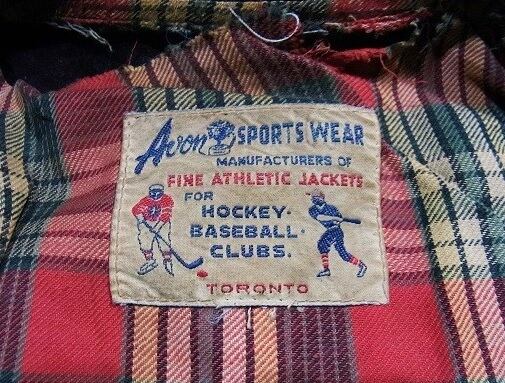 Avon SPORTS WEAR
MANUFACTURERS OF
FINE ATHLETIC JACKETS
FOR
HOCKEY·
BASEBALL·
CLUBS.
TORONTO